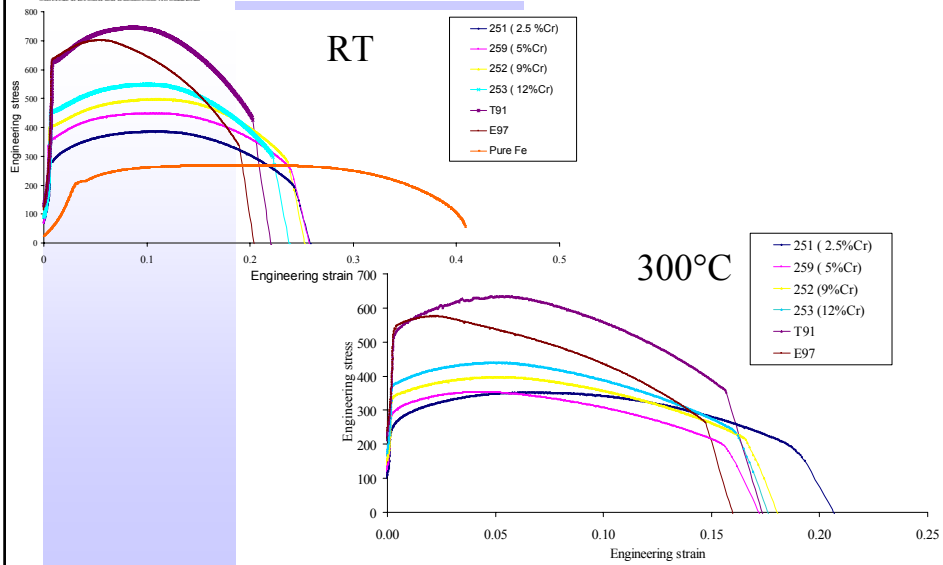 RT
800
700
600
500
400
300
200
100
0
Engineering stress
0
0.1
0.2
0.3
0.4
0.5
Engineering strain
251 ( 2.5 %Cr)
259 ( 5%Cr)
252 ( 9%Cr)
253 ( 12%Cr)
T91
E97
Pure Fe
300°C
700
600
500
400
300
200
100
0
Engineering stress
0.00
0.05
0.10
0.15
0.20
0.25
Engineering strain
251 ( 2.5%Cr)
259 ( 5%Cr)
252 (9%Cr)
253 (12%Cr)
T91
E97